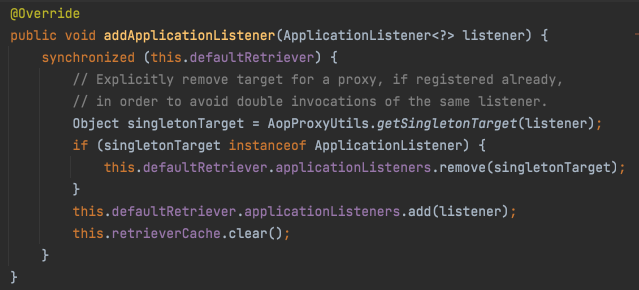 @Override
public void addApplicationListener(ApplicationListener<?> listener) {
    synchronized (this.defaultRetriever) {
        // Explicitly remove target for a proxy, if registered already,
        // in order to avoid double invocations of the same listener.
        Object singletonTarget = AopProxyUtils.getSingletonTarget(listener);
        if (singletonTarget instanceof ApplicationListener) {
            this.defaultRetriever.applicationListeners.remove(singletonTarget);
        }
        this.defaultRetriever.applicationListeners.add(listener);
        this.retrieverCache.clear();
    }
}